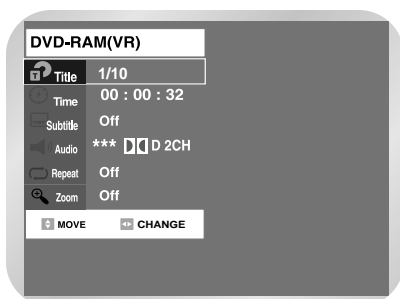 DVD-RAM(VR)
Title 1/10
Time 00 : 00 : 32
Subtitle Off
Audio *** D 2CH
Repeat Off
Zoom Off
MOVE CHANGE